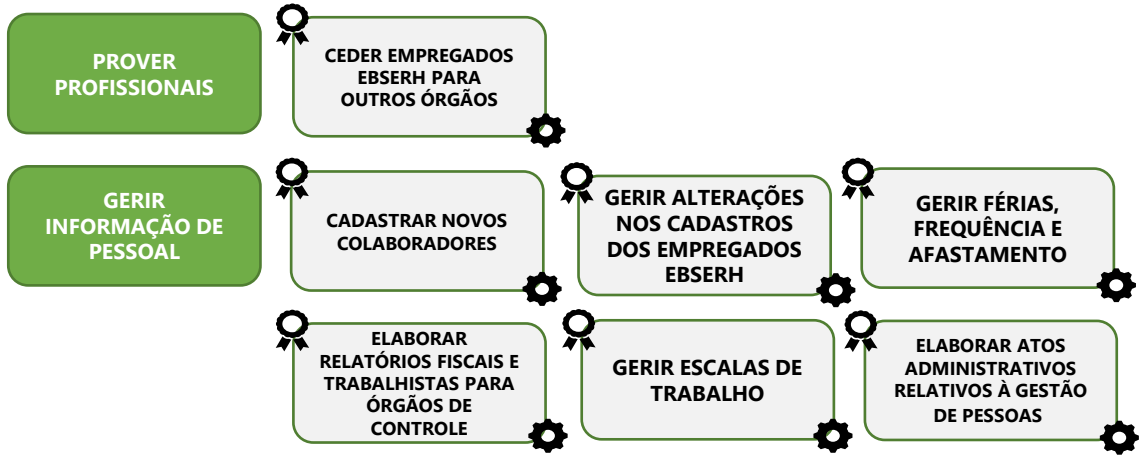 PROVER
PROFISSIONAIS
CEDER EMPREGADOS
EBSERH PARA
OUTROS ÓRGÃOS
GERIR
INFORMAÇÃO DE
PESSOAL
CADASTRAR NOVOS
COLABORADORES
GERIR ALTERAÇÕES
NOS CADASTROS
DOS EMPREGADOS
EBSERH
GERIR FÉRIAS,
FREQUÊNCIA E
AFASTAMENTO
ELABORAR
RELATÓRIOS FISCAIS E
TRABALHISTAS PARA
ÓRGÃOS DE
CONTROLE
GERIR ESCALAS DE
TRABALHO
ELABORAR ATOS
ADMINISTRATIVOS
RELATIVOS À GESTÃO
DE PESSOAS